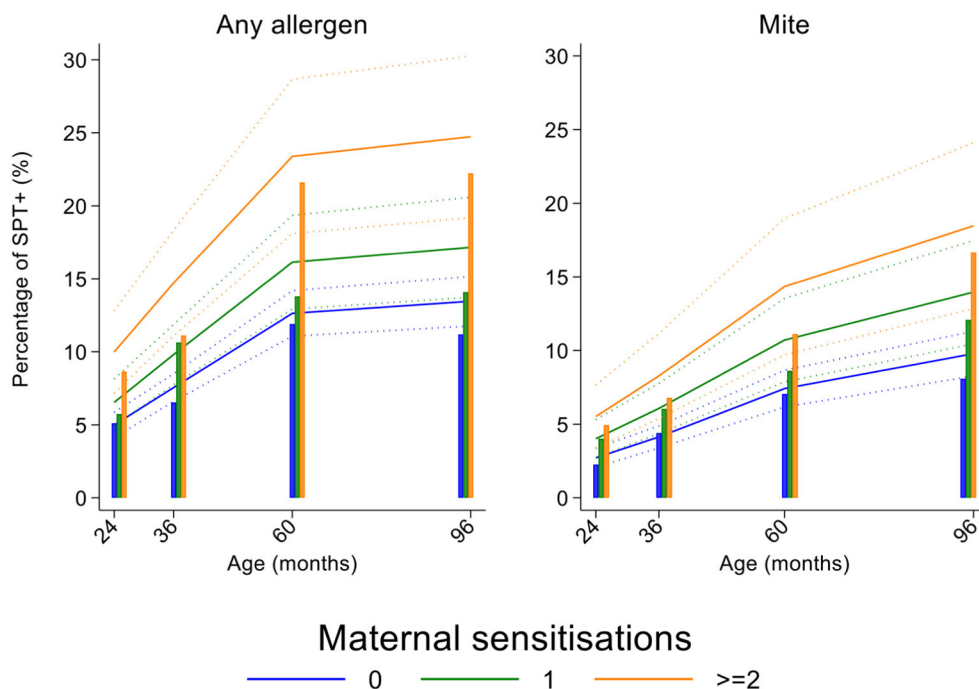 Any allergen
Mite
Percentage of SPT+ (%)
30
25
20
15
10
5
0
30
25
20
15
10
5
0
24 36 60 96
24 36 60 96
Age (months)
Age (months)
Maternal sensitisations
0 1 >=2